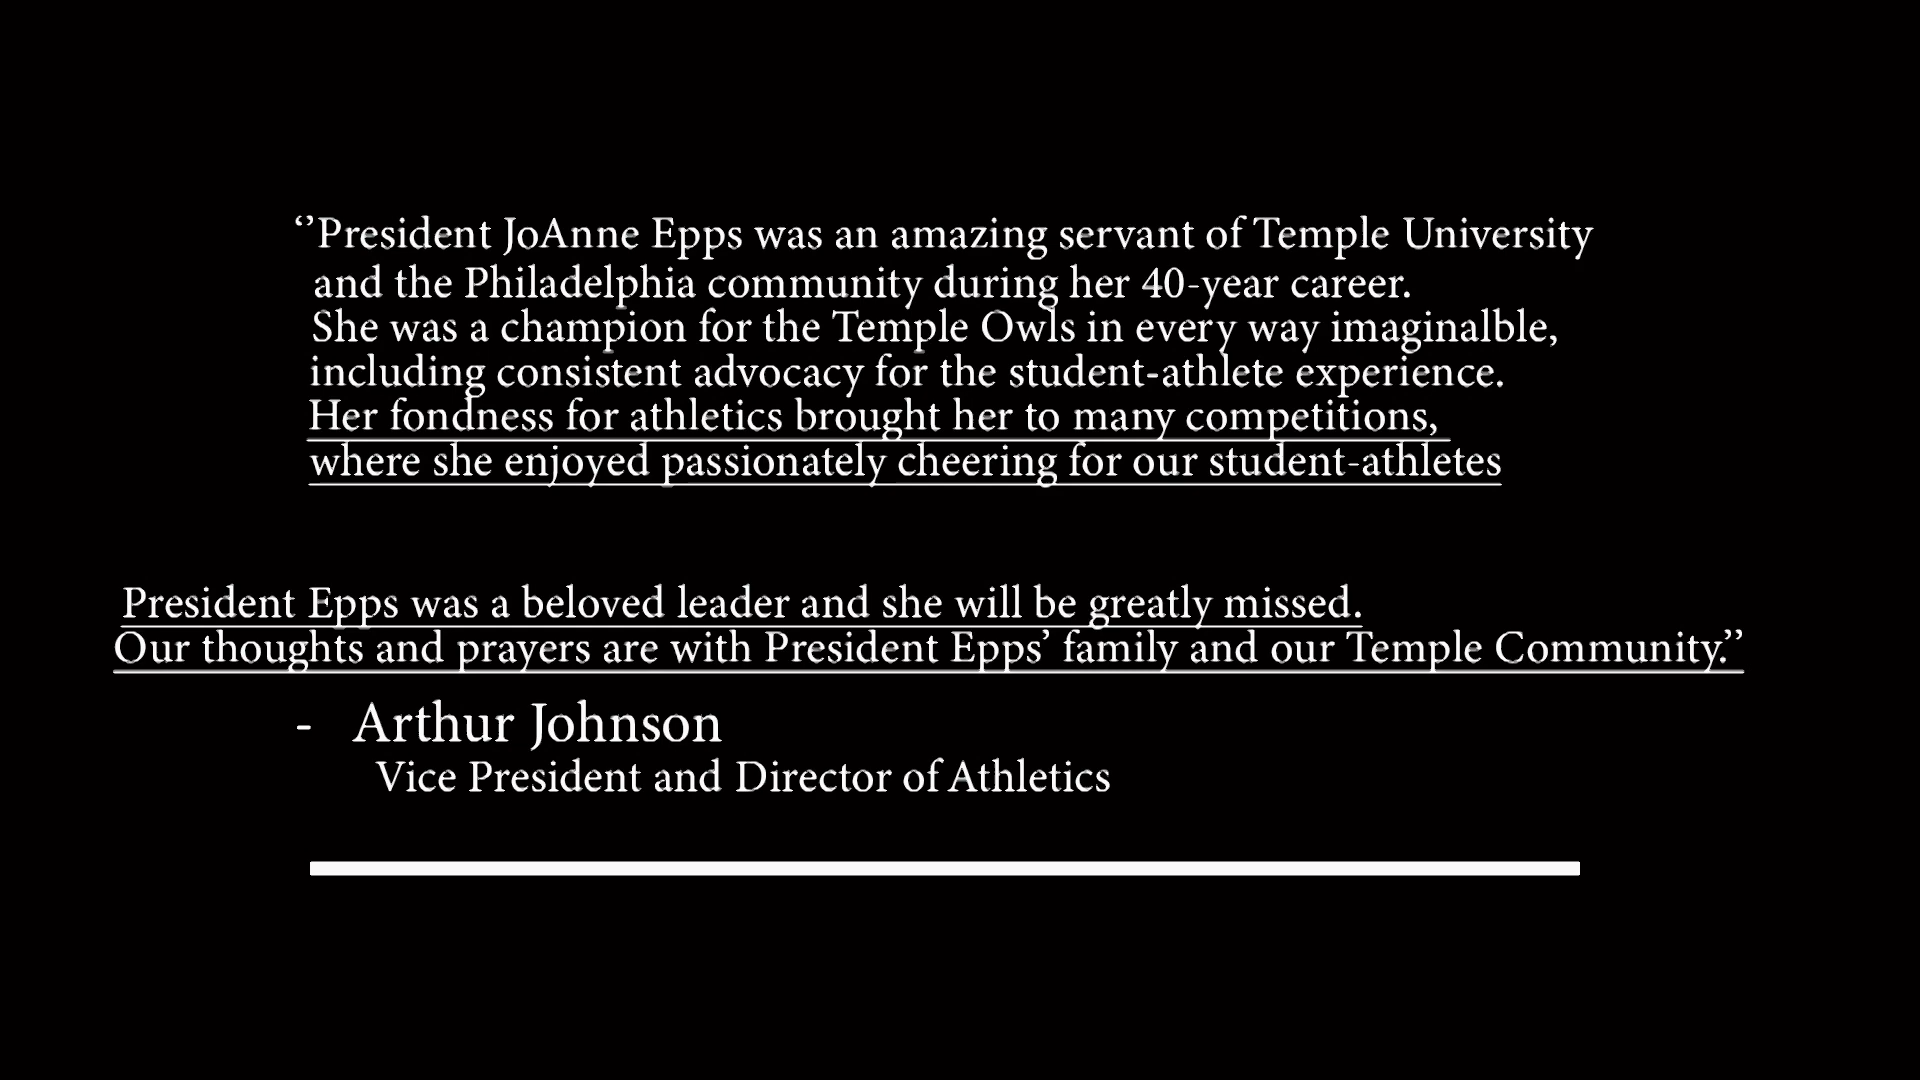 ‘’President JoAnne Epps was an amazing servant of Temple University
and the Philadelphia community during her 40-year career.
She was a champion for the Temple Owls in every way imaginalble,
including consistent advocacy for the student-athlete experience.
Her fondness for athletics brought her to many competitions,
where she enjoyed passionately cheering for our student-athletes
President Epps was a beloved leader and she will be greatly missed.
Our thoughts and prayers are with President Epps’ family and our Temple Community.’’
- Arthur Johnson
Vice President and Director of Athletics